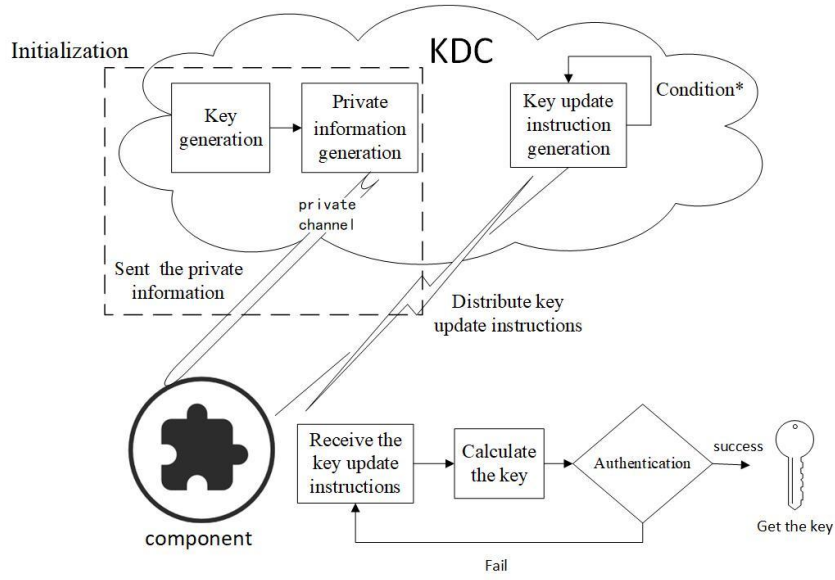 Initialization
KDC
Key
generation
Private
information
generation
Key update
instruction
generation
Condition*
private
channel
Sent the private
information
Distribute key
update instructions
Receive the
key update
instructions
Calculate
the key
Authentication
success
Get the key
component
Fail